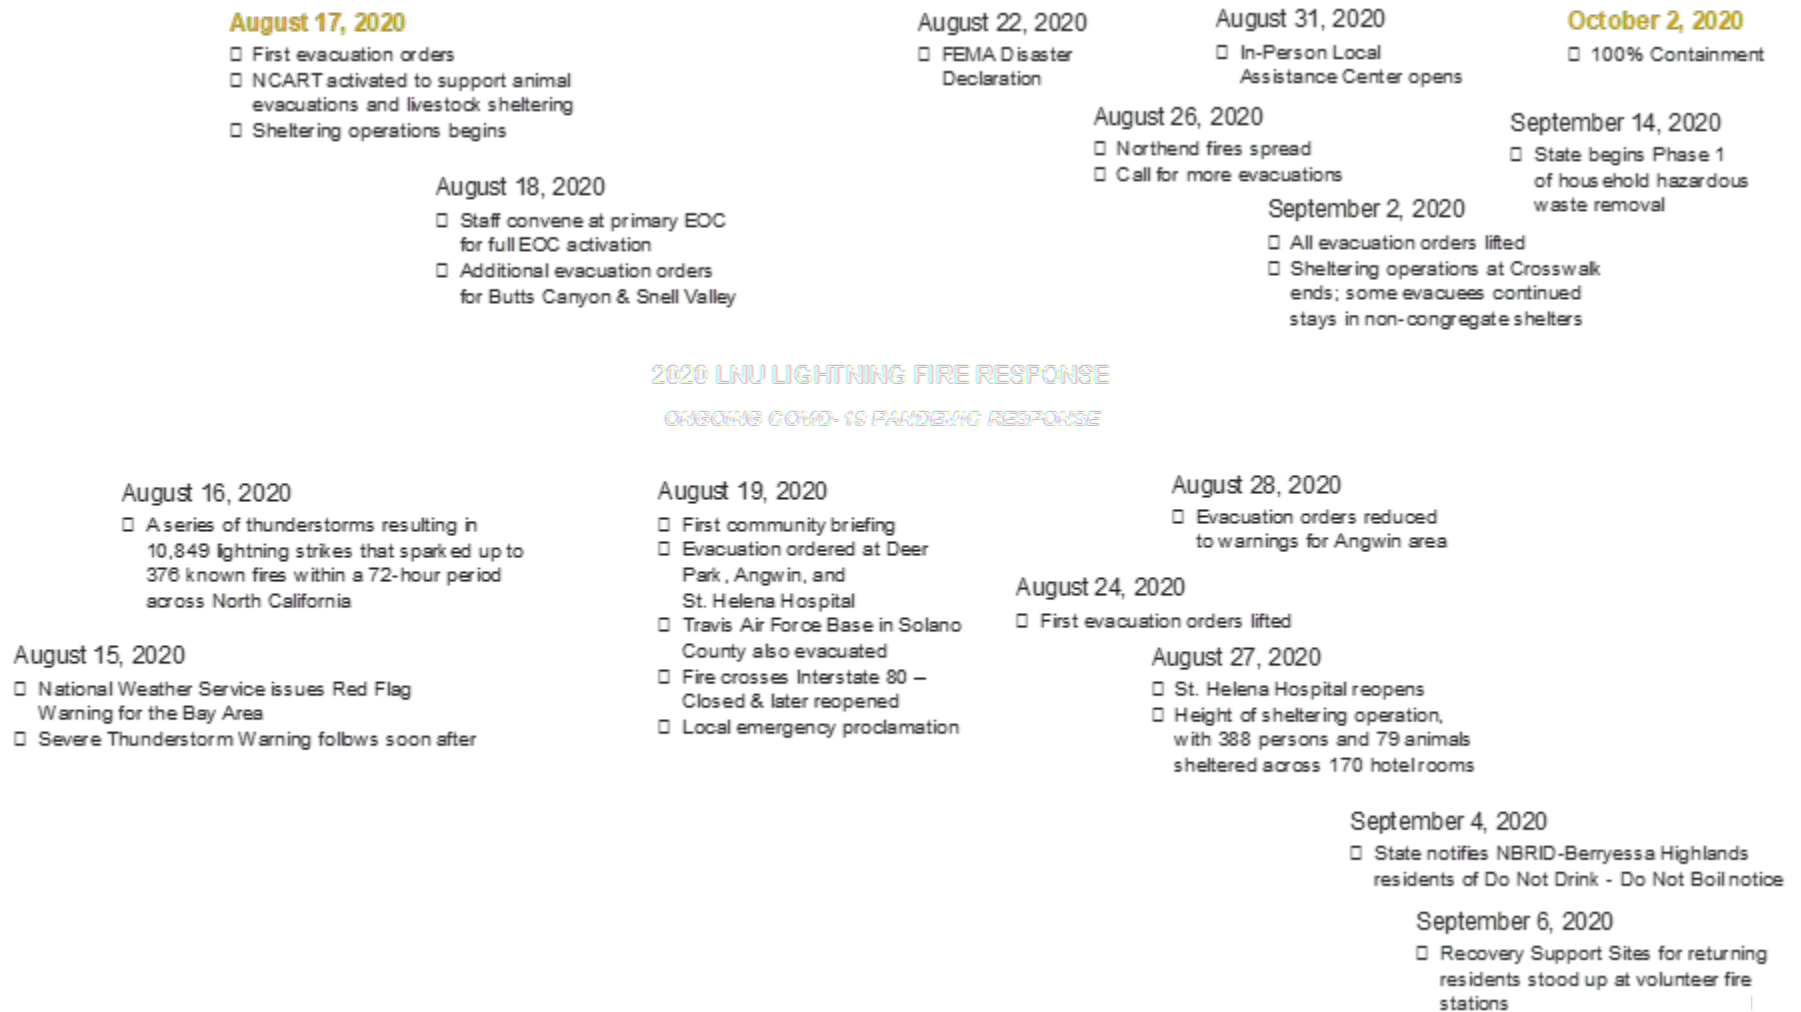 August 17, 2020
First evacuation orders
NCART activated to support animal
evacuations and livestock sheltering
Sheltering operations begins
August 18, 2020
Staff convene at primary EOC
for full EOC activation
Additional evacuation orders
for Butts Canyon & Snell Valley
August 22, 2020
FEMA Disaster
Declaration
August 31, 2020
In-Person Local
Assistance Center opens
October 2, 2020
100% Containment
August 26, 2020
Northend fires spread
Call for more evacuations
September 14, 2020
State begins Phase 1
of household hazardous
waste removal
September 2, 2020
All evacuation orders lifted
Sheltering operations at Crosswalk
ends; some evacuees continued
stays in non-congregate shelters
2020 LNU LIGHTNING FIRE RESPONSE
ONGOING COVID-19 PANDEMIC RESPONSE
August 16, 2020
A series of thunderstorms resulting in
10,849 lightning strikes that sparked up to
376 known fires within a 72-hour period
across North California
August 15, 2020
National Weather Service issues Red Flag
Warning for the Bay Area
Severe Thunderstorm Warning follows soon after
August 19, 2020
First community briefing
Evacuation ordered at Deer
Park, Angwin, and
St. Helena Hospital
Travis Air Force Base in Solano
County also evacuated
Fire crosses Interstate 80 –
Closed & later reopened
Local emergency proclamation
August 28, 2020
Evacuation orders reduced
to warnings for Angwin area
August 24, 2020
First evacuation orders lifted
August 27, 2020
St. Helena Hospital reopens
Height of sheltering operation,
with 388 persons and 79 animals
sheltered across 170 hotel rooms
September 4, 2020
State notifies NBRID-Berryessa Highlands
residents of Do Not Drink - Do Not Boil notice
September 6, 2020
Recovery Support Sites for returning
residents stood up at volunteer fire
stations